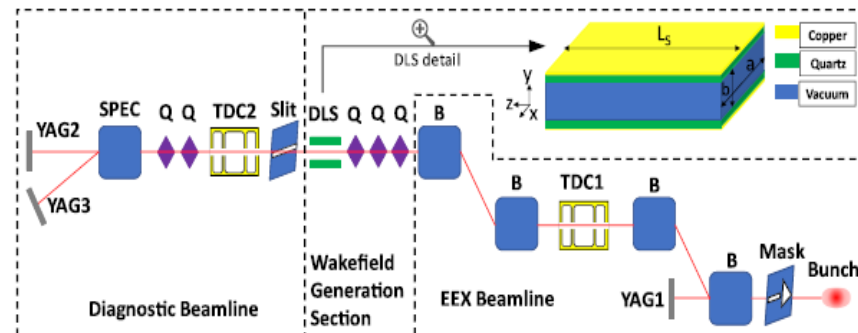 Copper
Quartz
Vacuum
L_s
a
b
y
z
x
DLS detail
SPEC
Q Q
TDC2
Slit
DLS
Q Q Q
B
YAG2
YAG3
B
TDC1
B
B
Mask
Bunch
YAG1
Diagnostic Beamline
Wakefield
Generation
Section
EEX Beamline